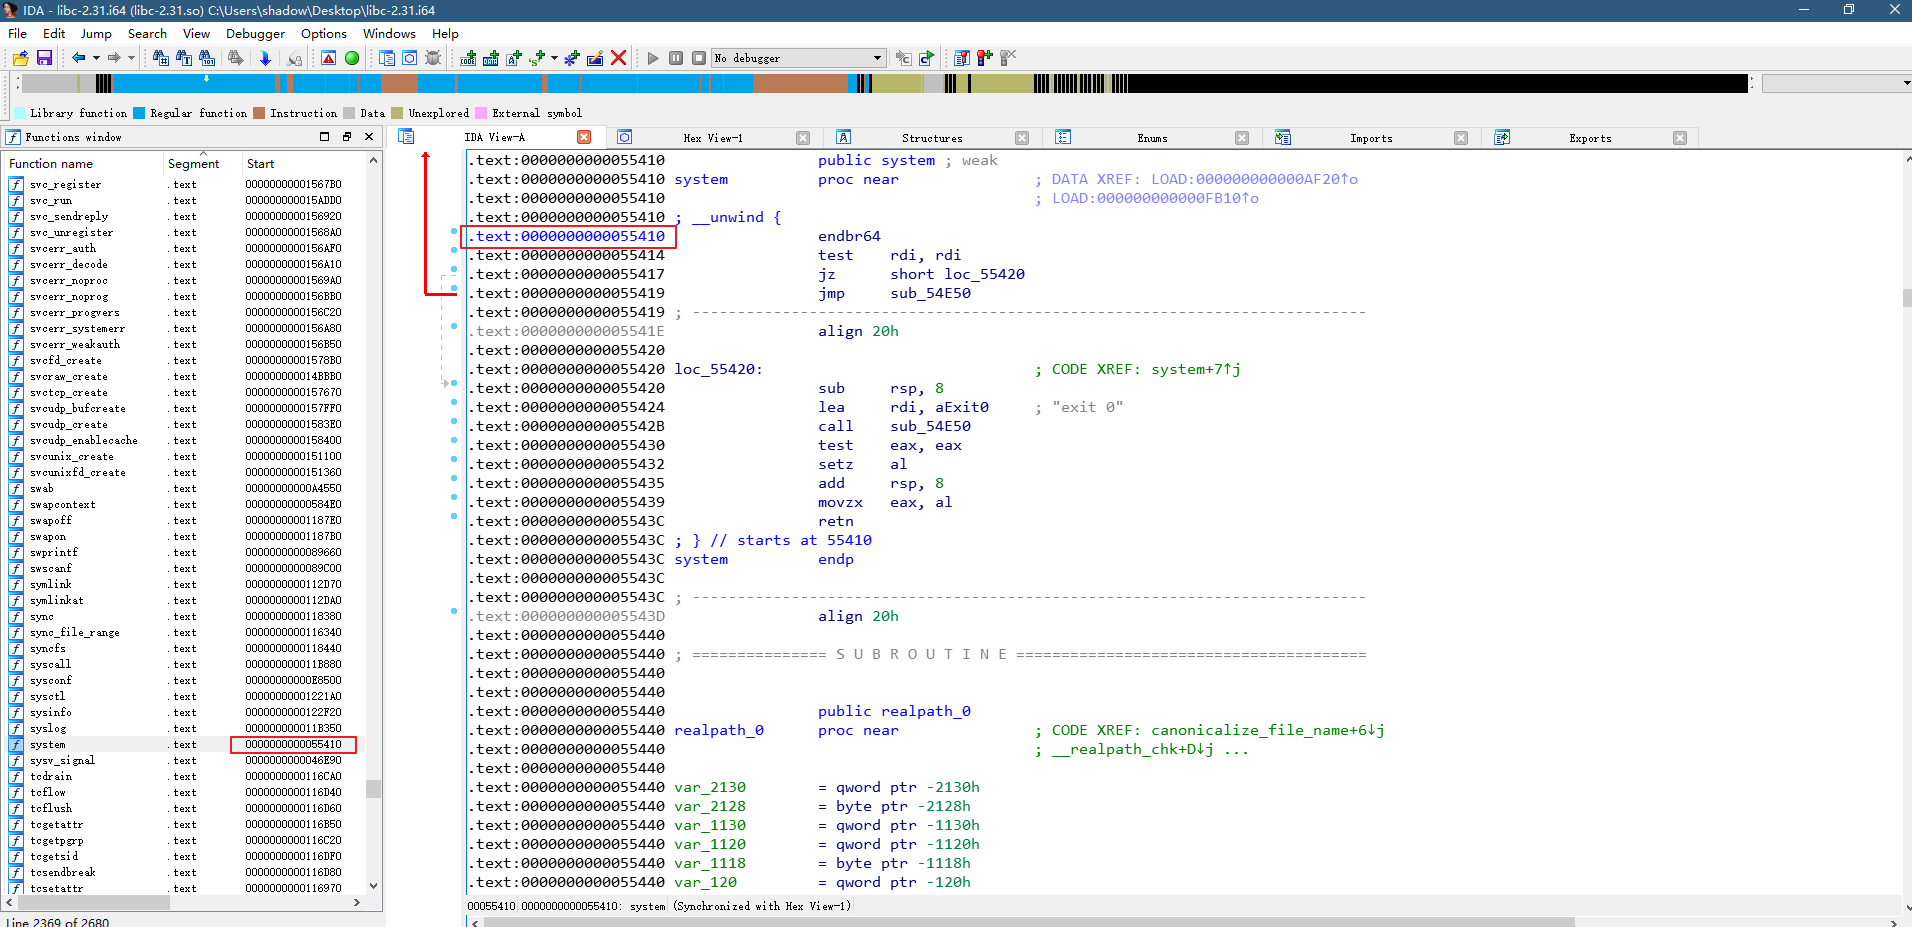 IDA - libc-2.31.i64 (libc-2.31.so) C:\Users\shadow\Desktop\libc-2.31.i64
File Edit Jump Search View Debugger Options Windows Help
No debugger
Library function Regular function Instruction Data Unexplored External symbol
Functions window
Function name Segment Start
svc_register .text 00000000001567B0
svc_run .text 000000000015ADD0
svc_sendreply .text 0000000000156920
svc_unregister .text 00000000001568A0
svcerr_auth .text 0000000000156AF0
svcerr_decode .text 0000000000156A10
svcerr_noproc .text 00000000001569A0
svcerr_noprog .text 0000000000156BB0
svcerr_progvers .text 0000000000156C20
svcerr_systemerr .text 0000000000156A80
svcerr_weakauth .text 0000000000156B50
svcfd_create .text 00000000001578B0
svcraw_create .text 000000000014BBB0
svctcp_create .text 0000000000157670
svcudp_bufcreate .text 0000000000157FF0
svcudp_create .text 00000000001583E0
svcudp_enablecache .text 0000000000158400
svcunix_create .text 0000000000151100
svcunixfd_create .text 0000000000151360
swab .text 00000000000A4550
swapcontext .text 00000000000584E0
swapoff .text 00000000001187E0
swapon .text 00000000001187B0
swprintf .text 0000000000089660
swscanf .text 0000000000089C00
symlink .text 0000000000112D70
symlinkat .text 0000000000112DA0
sync .text 0000000000118380
sync_file_range .text 0000000000116340
syncfs .text 0000000000118440
syscall .text 000000000011B880
sysconf .text 00000000000E8500
sysctl .text 00000000001221A0
sysinfo .text 0000000000122F20
syslog .text 000000000011B350
system .text 0000000000055410
sysv_signal .text 0000000000046E90
tcdrain .text 0000000000116CA0
tcflow .text 0000000000116D40
tcflush .text 0000000000116D60
tcgetattr .text 0000000000116B50
tcgetpgrp .text 0000000000116C20
tcgetsid .text 0000000000116DF0
tcsendbreak .text 0000000000116D80
tcsetattr .text 0000000000116970
Line 2369 of 2680
IDA View-A Hex View-1 Structures Enums Imports Exports
.text:0000000000055410 public system ; weak
.text:0000000000055410 system proc near ; DATA XREF: LOAD:000000000000AF20↑o
.text:0000000000055410 ; LOAD:000000000000FB10↑o
.text:0000000000055410 ; __unwind {
.text:0000000000055410 endbr64
.text:0000000000055414 test rdi, rdi
.text:0000000000055417 jz short loc_55420
.text:0000000000055419 jmp sub_54E50
.text:0000000000055419 ; ---------------------------------------------------------------------------
.text:000000000005541E align 20h
.text:0000000000055420
.text:0000000000055420 loc_55420: ; CODE XREF: system+7↑j
.text:0000000000055420 sub rsp, 8
.text:0000000000055424 lea rdi, aExit0 ; "exit 0"
.text:000000000005542B call sub_54E50
.text:0000000000055430 test eax, eax
.text:0000000000055432 setz al
.text:0000000000055435 add rsp, 8
.text:0000000000055439 movzx eax, al
.text:000000000005543C retn
.text:000000000005543C ; } // starts at 55410
.text:000000000005543C system endp
.text:000000000005543C
.text:000000000005543C ; ---------------------------------------------------------------------------
.text:000000000005543D align 20h
.text:0000000000055440
.text:0000000000055440 ; =============== S U B R O U T I N E =======================================
.text:0000000000055440
.text:0000000000055440
.text:0000000000055440 public realpath_0
.text:0000000000055440 realpath_0 proc near ; CODE XREF: canonicalize_file_name+6↓j
.text:0000000000055440 ; __realpath_chk+D↓j ...
.text:0000000000055440
.text:0000000000055440 var_2130 = qword ptr -2130h
.text:0000000000055440 var_2128 = byte ptr -2128h
.text:0000000000055440 var_1130 = qword ptr -1130h
.text:0000000000055440 var_1120 = qword ptr -1120h
.text:0000000000055440 var_1118 = byte ptr -1118h
.text:0000000000055440 var_120 = qword ptr -120h
00055410 0000000000055410: system (Synchronized with Hex View-1)